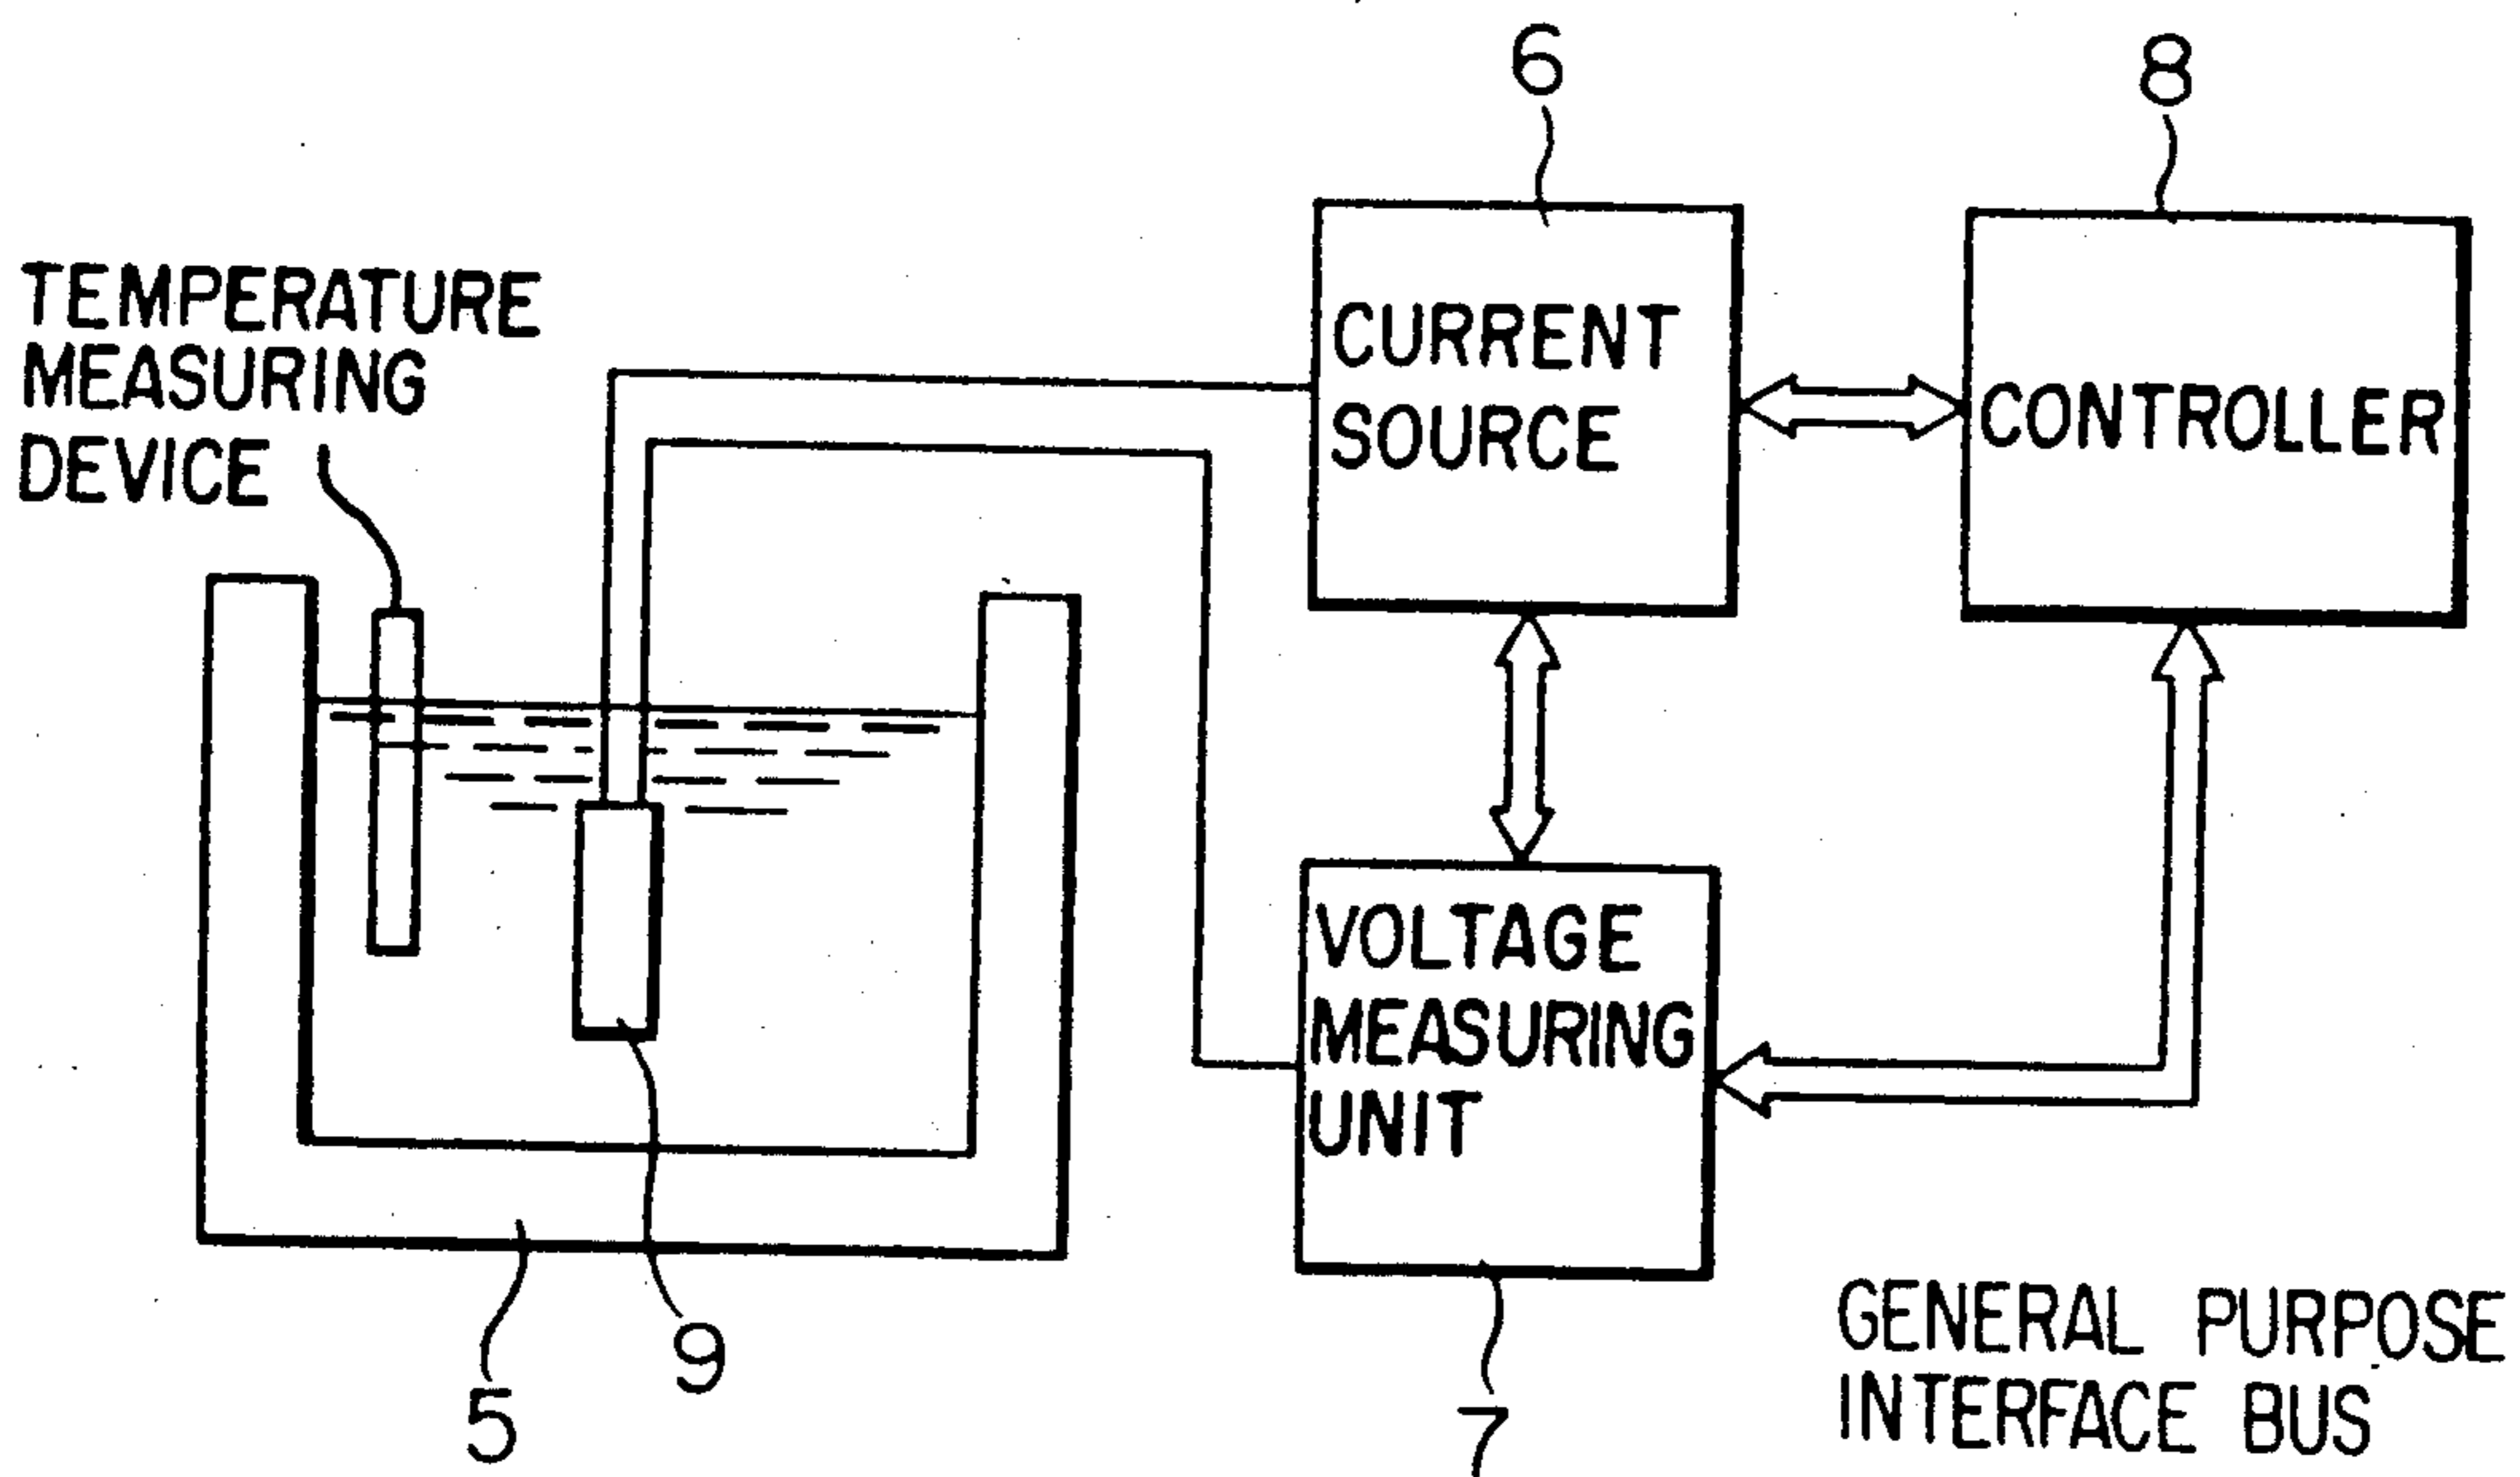 6
8
TEMPERATURE
MEASURING
DEVICE
CURRENT
SOURCE
CONTROLLER
VOLTAGE
MEASURING
UNIT
GENERAL PURPOSE
INTERFACE BUS
9
5
7